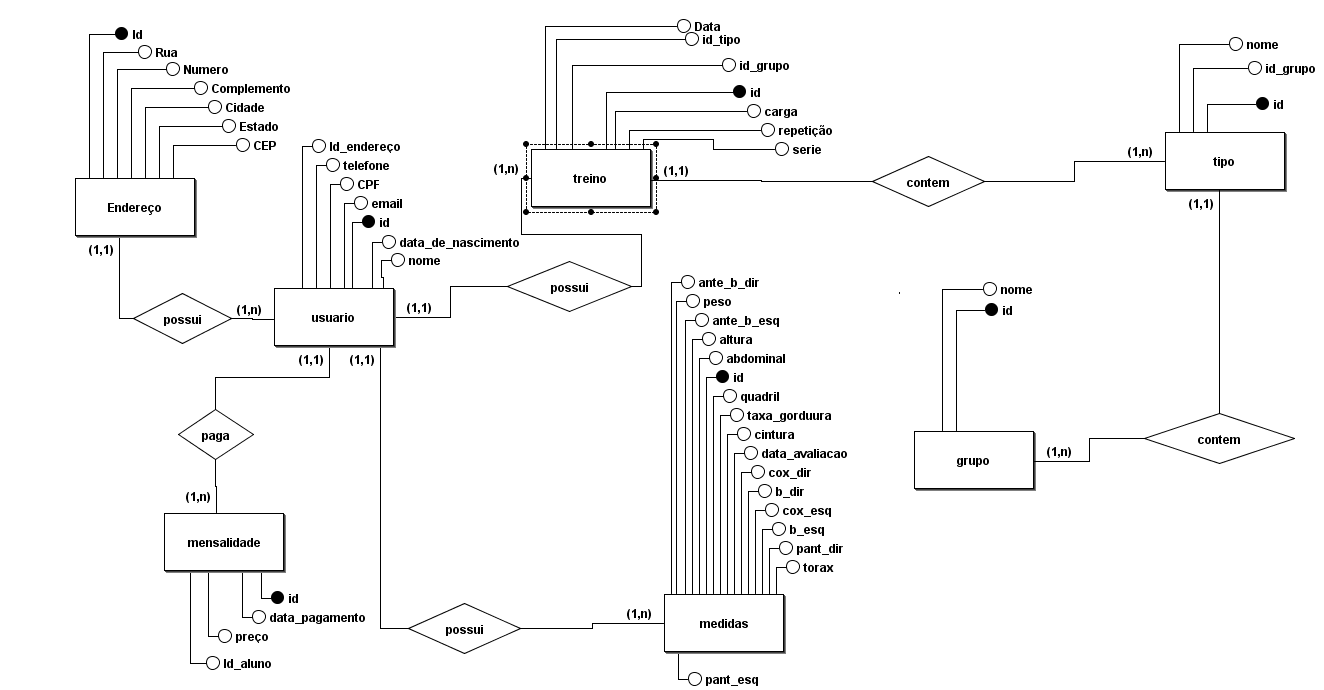 Id
Rua
Numero
Complemento
Cidade
Estado
CEP
Endereço
(1,1)
possui
(1,n)
Id_endereço
telefone
CPF
email
id
data_de_nascimento
nome
usuario
(1,1)
(1,1)
(1,1)
possui
(1,n)
Data
id_tipo
id_grupo
id
carga
repetição
serie
treino
(1,1)
contem
(1,n)
nome
id_grupo
id
tipo
(1,1)
contem
(1,n)
nome
id
grupo
paga
(1,n)
mensalidade
id
data_pagamento
preço
Id_aluno
possui
(1,n)
ante_b_dir
peso
ante_b_esq
altura
abdominal
id
quadril
taxa_gorduura
cintura
data_avaliacao
cox_dir
b_dir
cox_esq
b_esq
pant_dir
torax
medidas
pant_esq